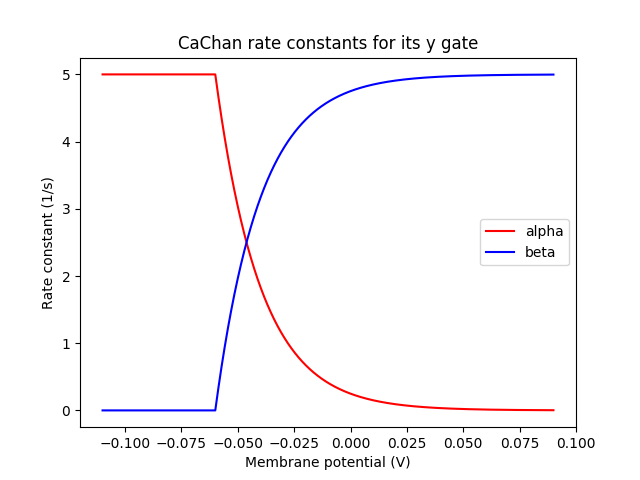 CaChan rate constants for its y gate
5
4
3
2
1
0
Rate constant (1/s)
alpha
beta
−0.100 −0.075 −0.050 −0.025 0.000 0.025 0.050 0.075 0.100
Membrane potential (V)